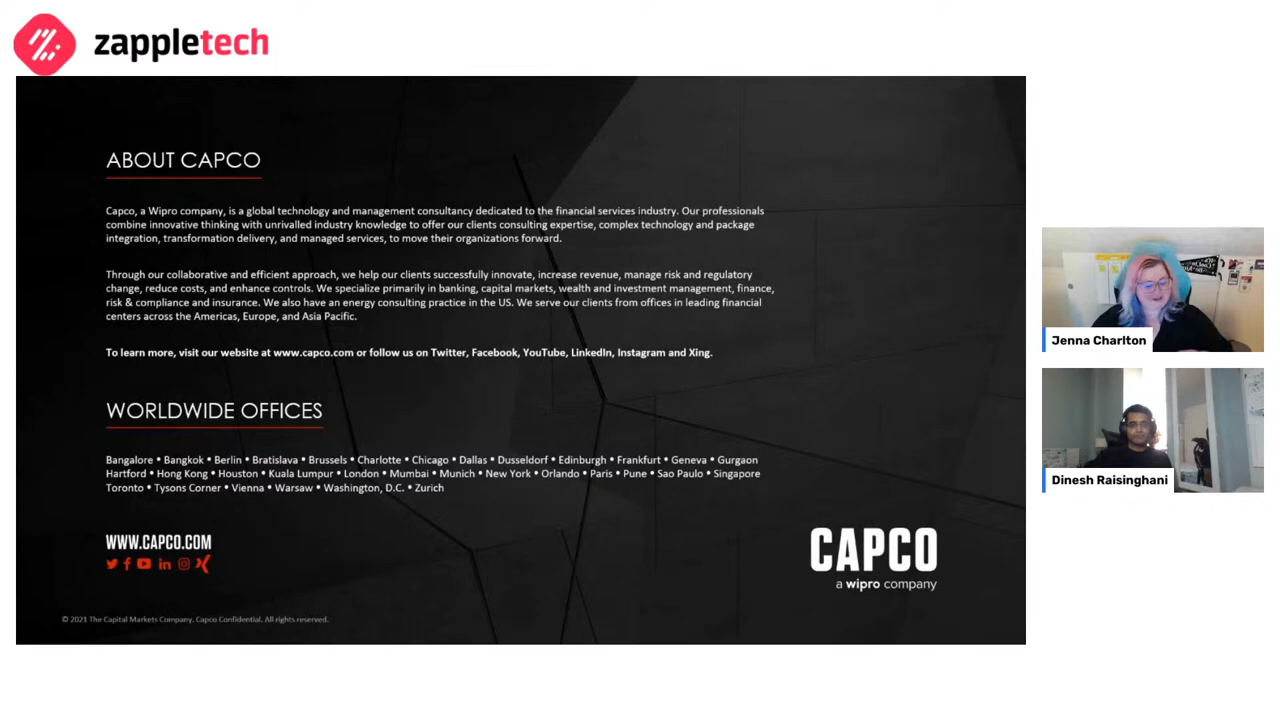 zappletech
ABOUT CAPCO
Capco, a Wipro company, is a global technology and management consultancy dedicated to the financial services industry. Our professionals
combine innovative thinking with unrivalled industry knowledge to offer our clients consulting expertise, complex technology and package
integration, transformation delivery, and managed services, to move their organizations forward.
Through our collaborative and efficient approach, we help our clients successfully innovate, increase revenue, manage risk and regulatory
change, reduce costs, and enhance controls. We specialize primarily in banking, capital markets, wealth and investment management, finance,
risk & compliance and insurance. We also have an energy consulting practice in the US. We serve our clients from offices in leading financial
centers across the Americas, Europe, and Asia Pacific.
To learn more, visit our website at www.capco.com or follow us on Twitter, Facebook, YouTube, LinkedIn, Instagram and Xing.
WORLDWIDE OFFICES
Bangalore • Bangkok • Berlin • Bratislava • Brussels • Charlotte • Chicago • Dallas • Dusseldorf • Edinburgh • Frankfurt • Geneva • Gurgaon
Hartford • Hong Kong • Houston • Kuala Lumpur • London • Mumbai • Munich • New York • Orlando • Paris • Pune • Sao Paulo • Singapore
Toronto • Tysons Corner • Vienna • Warsaw • Washington, D.C. • Zurich
WWW.CAPCO.COM
CAPCO
a wipro company
© 2021 The Capital Markets Company. Capco Confidential. All rights reserved.
Jenna Charlton
Dinesh Raisinghani